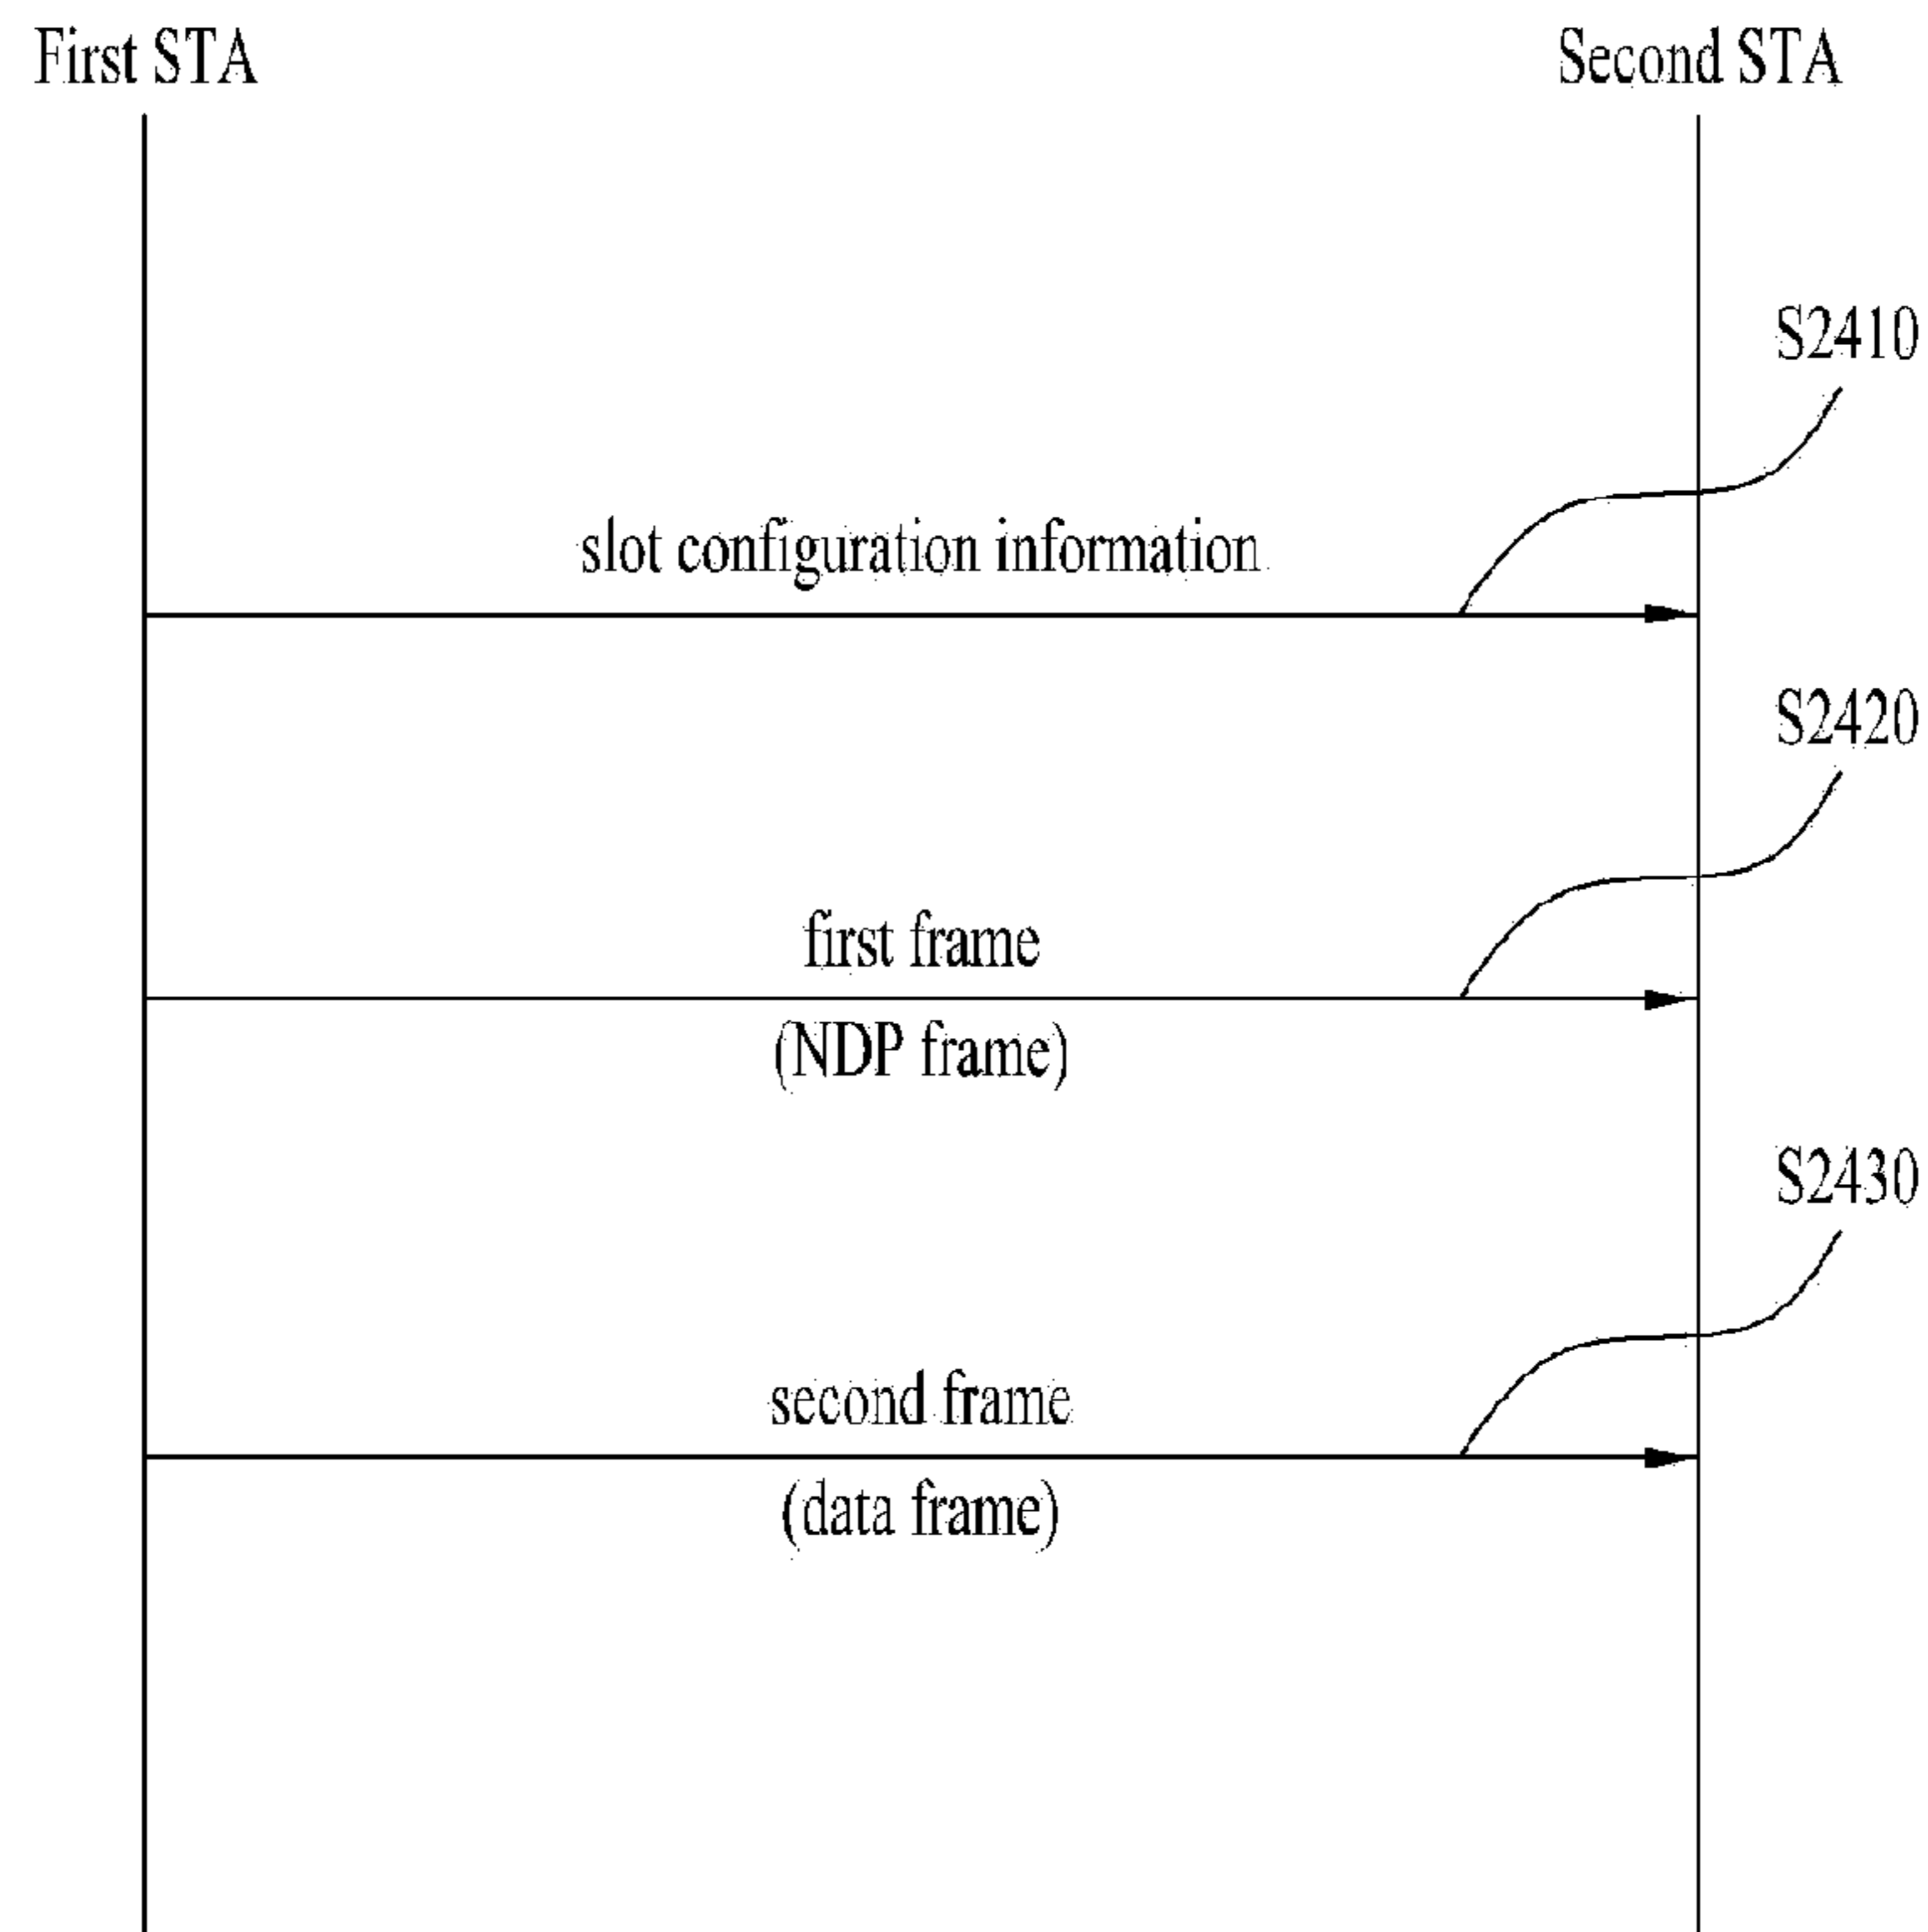 First STA
Second STA
S2410
slot configuration information
S2420
first frame
(NDP frame)
S2430
second frame
(data frame)